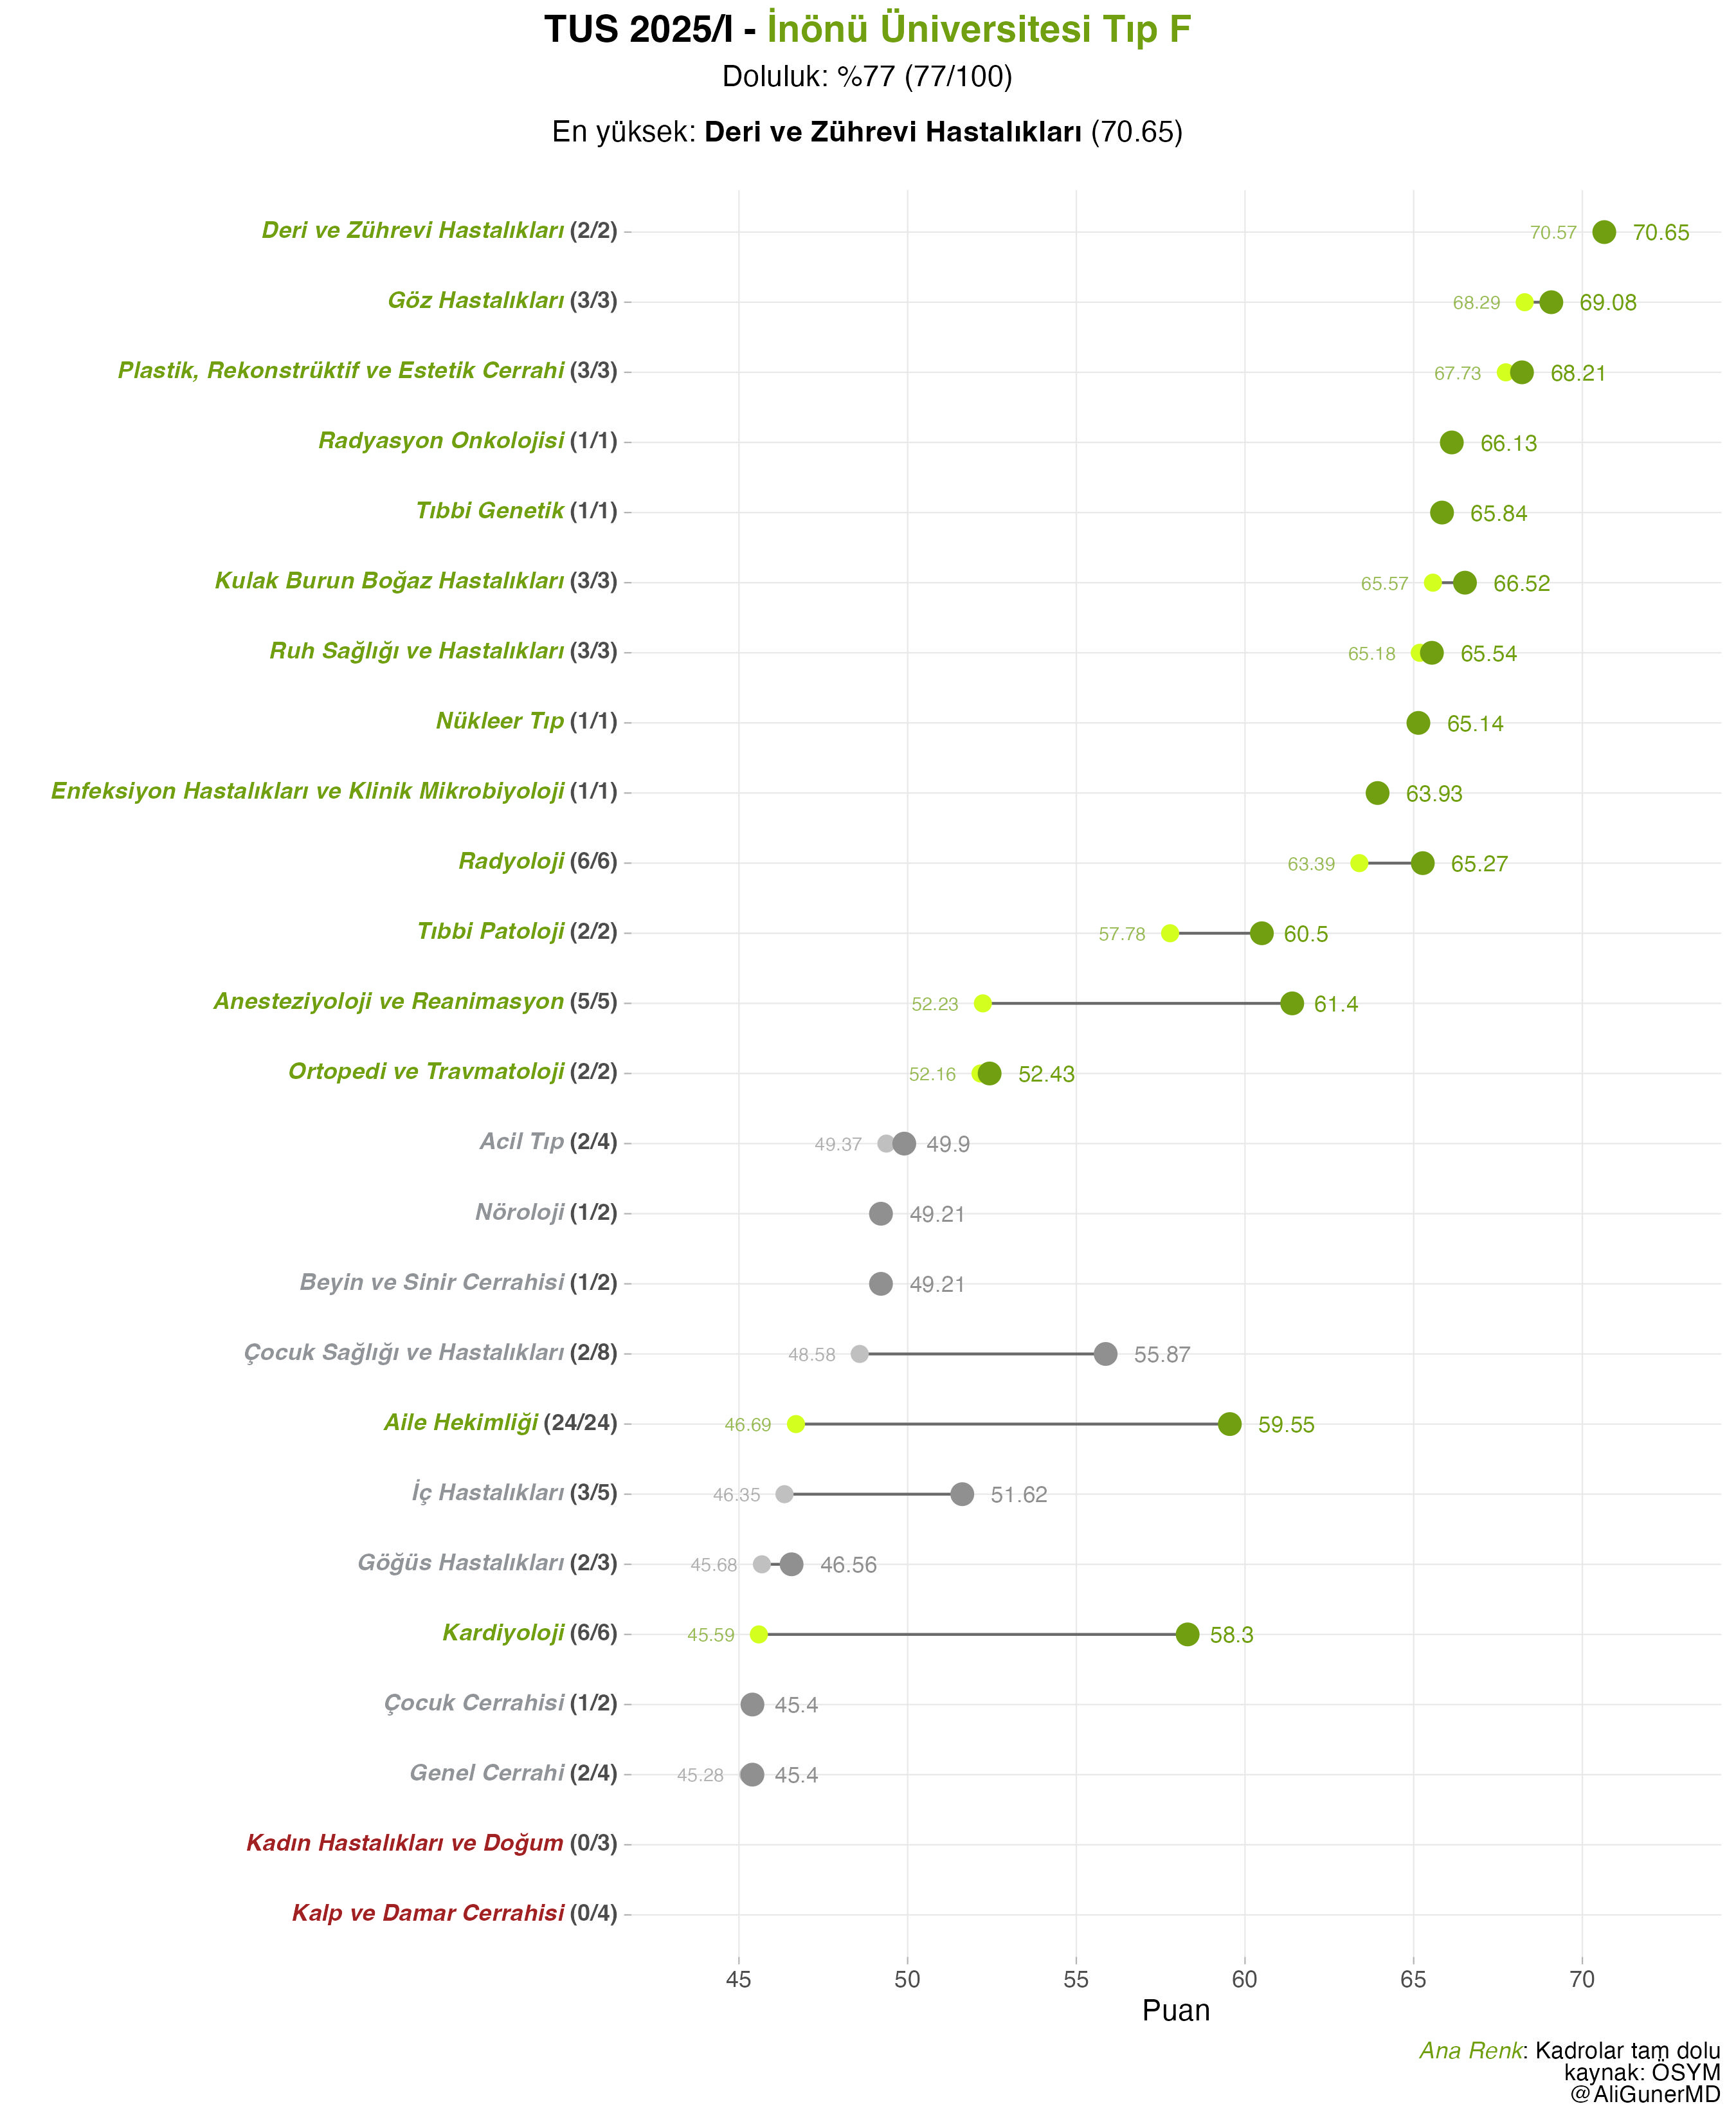 TUS 2025/I - İnönü Üniversitesi Tıp F
Doluluk: %77 (77/100)
En yüksek: Deri ve Zührevi Hastalıkları (70.65)
Deri ve Zührevi Hastalıkları (2/2) 70.57 70.65
Göz Hastalıkları (3/3) 68.29 69.08
Plastik, Rekonstrüktif ve Estetik Cerrahi (3/3) 67.73 68.21
Radyasyon Onkolojisi (1/1) 66.13
Tıbbi Genetik (1/1) 65.84
Kulak Burun Boğaz Hastalıkları (3/3) 65.57 66.52
Ruh Sağlığı ve Hastalıkları (3/3) 65.18 65.54
Nükleer Tıp (1/1) 65.14
Enfeksiyon Hastalıkları ve Klinik Mikrobiyoloji (1/1) 63.93
Radyoloji (6/6) 63.39 65.27
Tıbbi Patoloji (2/2) 57.78 60.5
Anesteziyoloji ve Reanimasyon (5/5) 52.23 61.4
Ortopedi ve Travmatoloji (2/2) 52.16 52.43
Acil Tıp (2/4) 49.37 49.9
Nöroloji (1/2) 49.21
Beyin ve Sinir Cerrahisi (1/2) 49.21
Çocuk Sağlığı ve Hastalıkları (2/8) 48.58 55.87
Aile Hekimliği (24/24) 46.69 59.55
İç Hastalıkları (3/5) 46.35 51.62
Göğüs Hastalıkları (2/3) 45.68 46.56
Kardiyoloji (6/6) 45.59 58.3
Çocuk Cerrahisi (1/2) 45.4
Genel Cerrahi (2/4) 45.28 45.4
Kadın Hastalıkları ve Doğum (0/3)
Kalp ve Damar Cerrahisi (0/4)
45 50 55 60 65 70
Puan
Ana Renk: Kadrolar tam dolu
kaynak: ÖSYM
@AliGunerMD